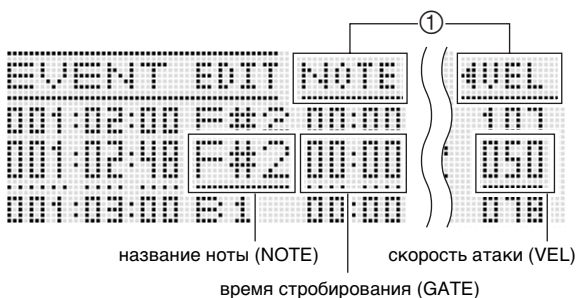 ①
EVENT EDIT NOTE ◀VEL
001:02:00 F#2 00:00 107
001:02:48 F#2 00:00 050
001:03:00 B1 00:00 078
название ноты (NOTE) скорость атаки (VEL)
время стробирования (GATE)